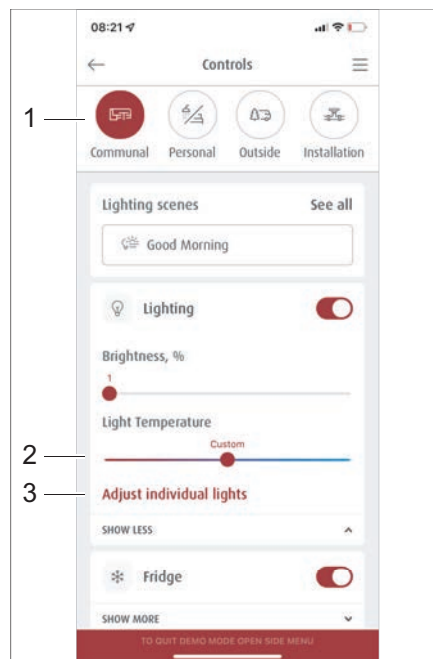 08:21
Controls
1
Communal Personal Outside Installation
Lighting scenes See all
Good Morning
Lighting
Brightness, %
1
Light Temperature
Custom
2
3 Adjust individual lights
SHOW LESS
Fridge
SHOW MORE
TO QUIT DEMO MODE OPEN SIDE MENU